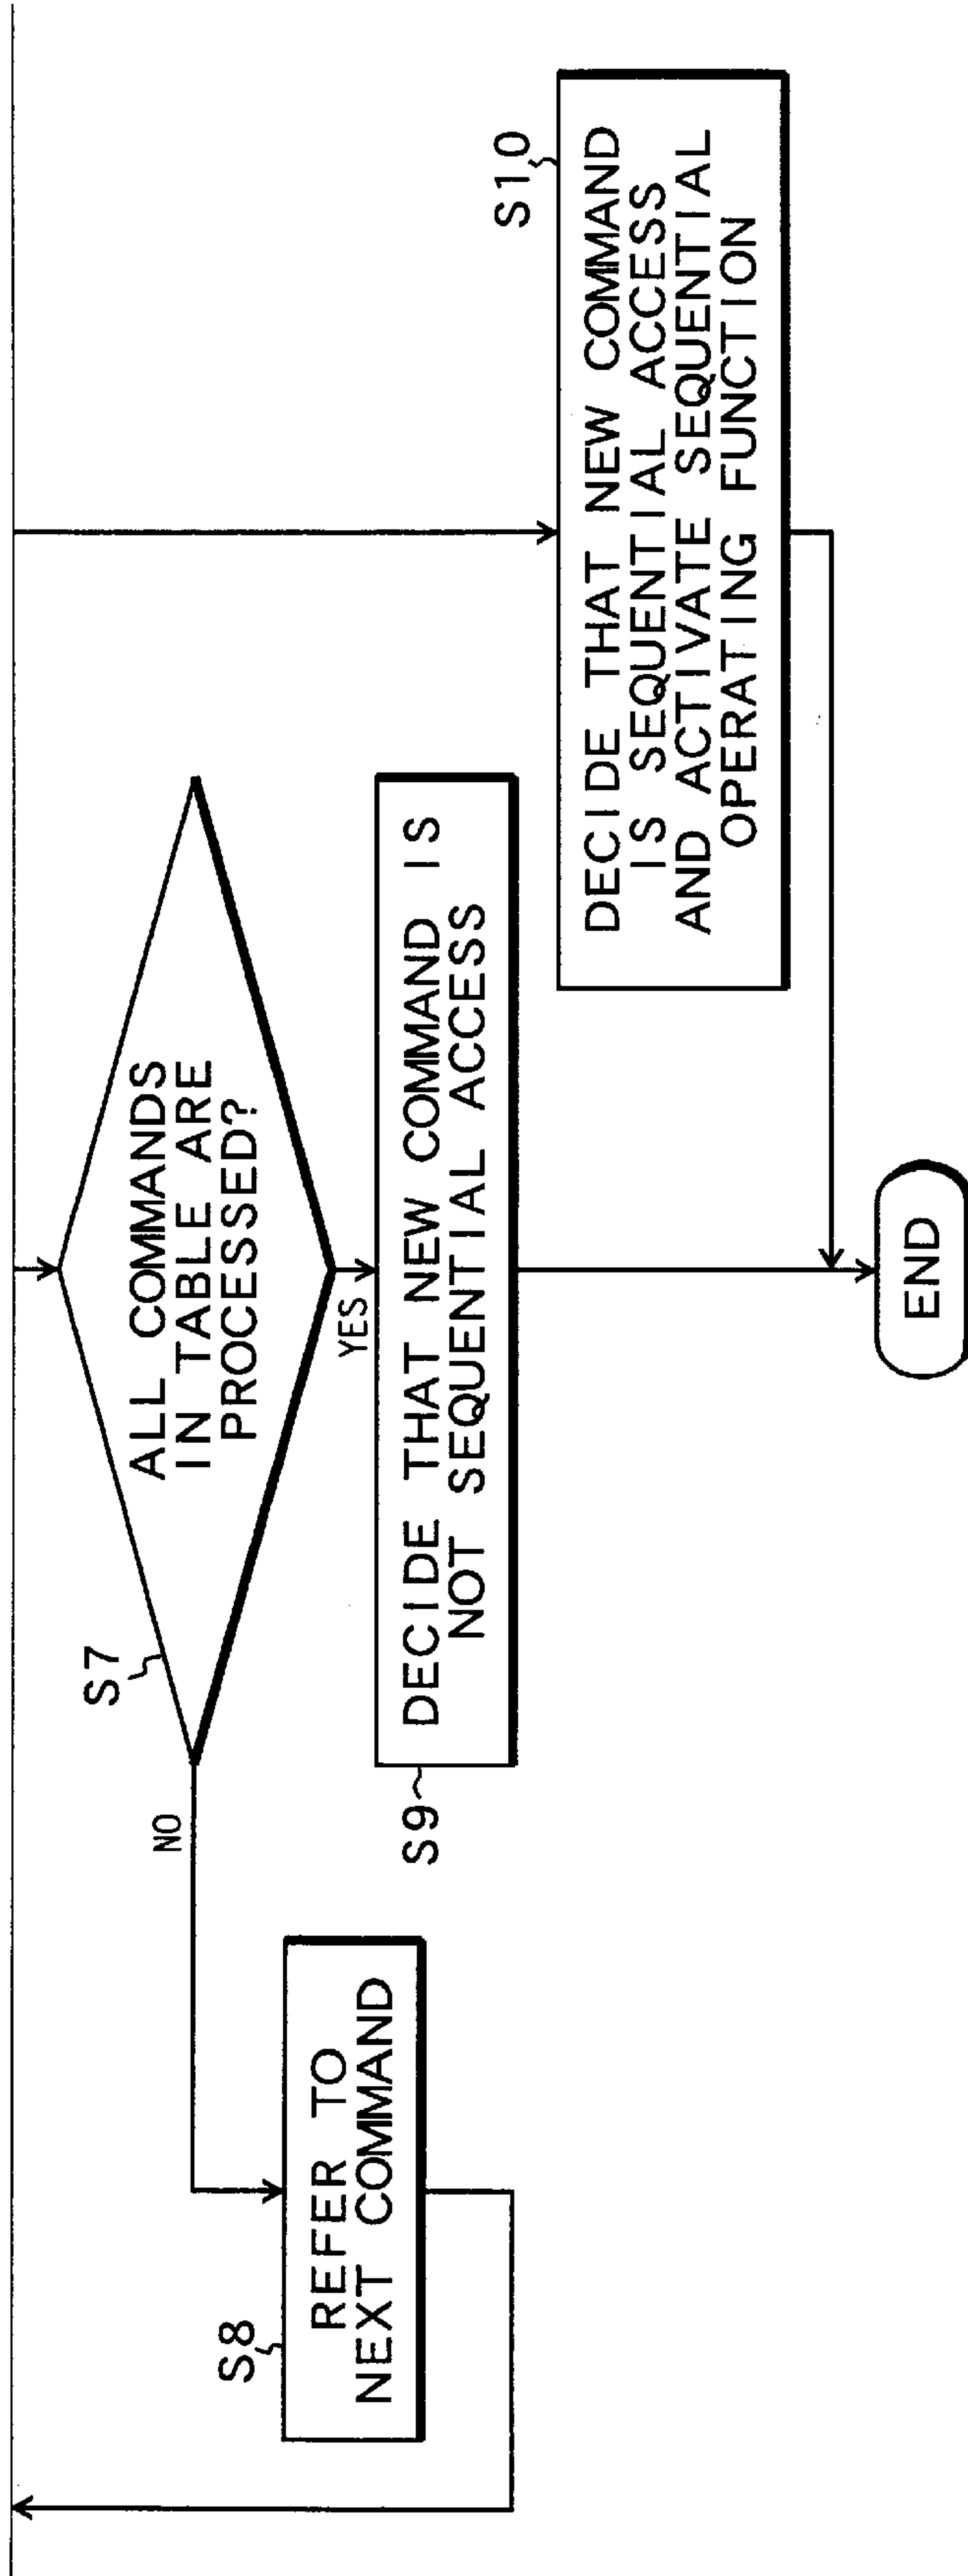 S7
ALL COMMANDS
IN TABLE ARE
PROCESSED?
NO
YES
S8
REFER TO
NEXT COMMAND
S9
DECIDE THAT NEW COMMAND IS
NOT SEQUENTIAL ACCESS
S10
DECIDE THAT NEW COMMAND
IS SEQUENTIAL ACCESS
AND ACTIVATE SEQUENTIAL
OPERATING FUNCTION
END